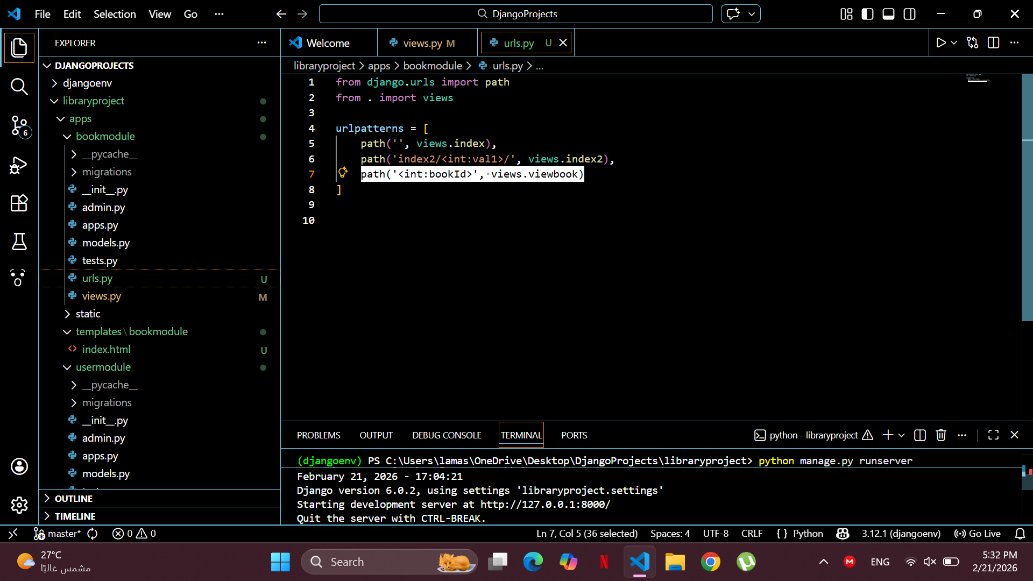 File Edit Selection View Go ··· DjangoProjects
EXPLORER ···
DJANGOPROJECTS
djangoenv
libraryproject
apps
bookmodule
__pycache__
migrations
__init__.py
admin.py
apps.py
models.py
tests.py
urls.py U
views.py M
static
templates\bookmodule
index.html U
usermodule
__pycache__
migrations
__init__.py
admin.py
apps.py
models.py
OUTLINE
TIMELINE
Welcome views.py M urls.py U
libraryproject > apps > bookmodule > urls.py > ...
1 from django.urls import path
2 from . import views
3
4 urlpatterns = [
5 path('', views.index),
6 path('index2/<int:val1>/', views.index2),
7 path('<int:bookId>',·views.viewbook)
8 ]
9
10
PROBLEMS OUTPUT DEBUG CONSOLE TERMINAL PORTS python libraryproject
(djangoenv) PS C:\Users\lamas\OneDrive\Desktop\DjangoProjects\libraryproject> python manage.py runserver
February 21, 2026 - 17:04:21
Django version 6.0.2, using settings 'libraryproject.settings'
Starting development server at http://127.0.0.1:8000/
Quit the server with CTRL-BREAK.
6
master* 0 0 Ln 7, Col 5 (36 selected) Spaces: 4 UTF-8 CRLF { } Python 3.12.1 (djangoenv) Go Live
27°C
مشمس غالبًا
Search
ENG
5:32 PM
2/21/2026